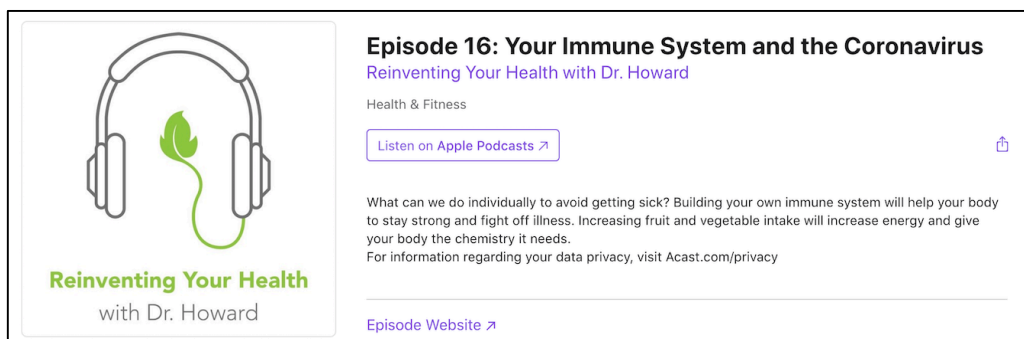 Episode 16: Your Immune System and the Coronavirus
Reinventing Your Health with Dr. Howard
Health & Fitness
Listen on Apple Podcasts ↗
What can we do individually to avoid getting sick? Building your own immune system will help your body
to stay strong and fight off illness. Increasing fruit and vegetable intake will increase energy and give
your body the chemistry it needs.
For information regarding your data privacy, visit Acast.com/privacy
Episode Website ↗
Reinventing Your Health
with Dr. Howard